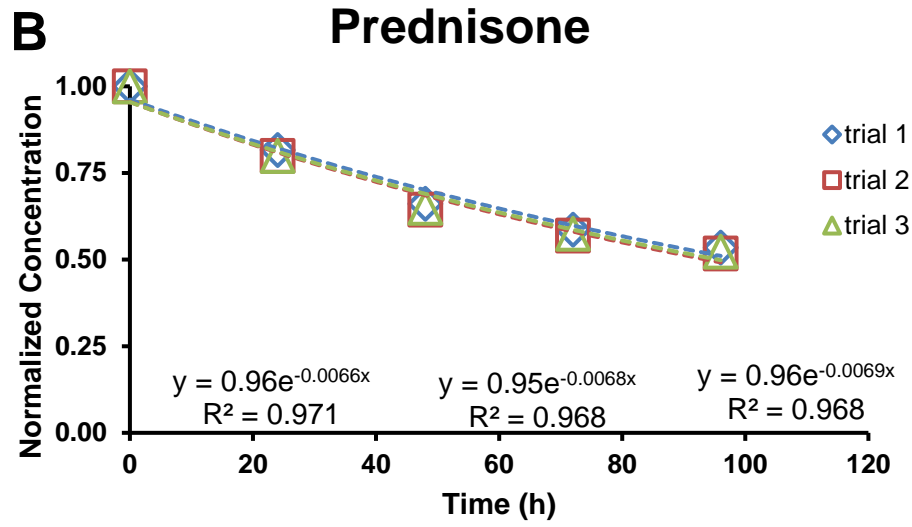 B
Prednisone
Normalized Concentration
1.00
0.75
0.50
0.25
0.00
trial 1
trial 2
trial 3
y = 0.96e^-0.0066x
R² = 0.971
y = 0.95e^-0.0068x
R² = 0.968
y = 0.96e^-0.0069x
R² = 0.968
0 20 40 60 80 100 120
Time (h)